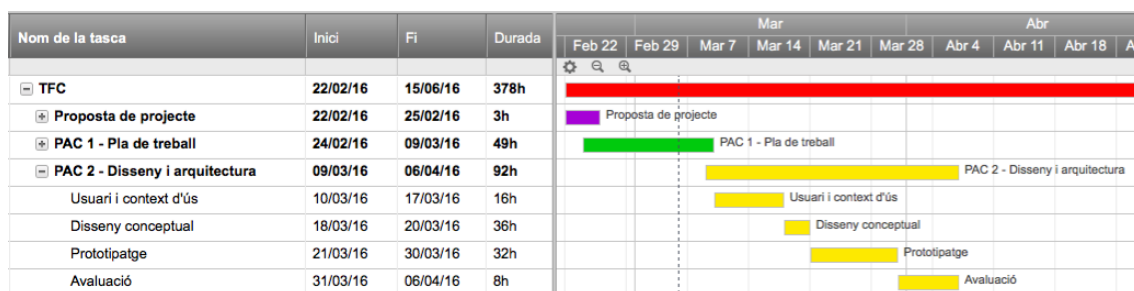 Nom de la tasca Inici Fi Durada Mar Abr
Feb 22 Feb 29 Mar 7 Mar 14 Mar 21 Mar 28 Abr 4 Abr 11 Abr 18 A
TFC 22/02/16 15/06/16 378h
Proposta de projecte 22/02/16 25/02/16 3h Proposta de projecte
PAC 1 - Pla de treball 24/02/16 09/03/16 49h PAC 1 - Pla de treball
PAC 2 - Disseny i arquitectura 09/03/16 06/04/16 92h PAC 2 - Disseny i arquitectura
Usuari i context d'ús 10/03/16 17/03/16 16h Usuari i context d'ús
Disseny conceptual 18/03/16 20/03/16 36h Disseny conceptual
Prototipatge 21/03/16 30/03/16 32h Prototipatge
Avaluació 31/03/16 06/04/16 8h Avaluació